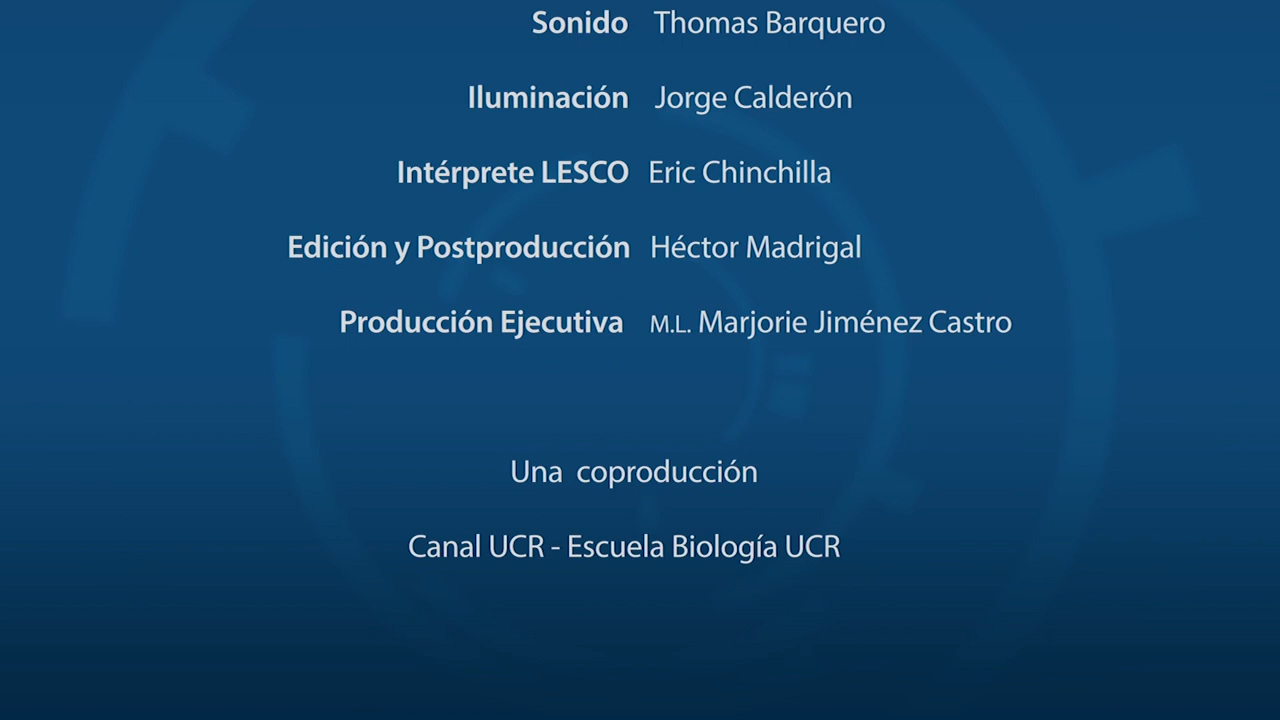 Sonido Thomas Barquero
Iluminación Jorge Calderón
Intérprete LESCO Eric Chinchilla
Edición y Postproducción Héctor Madrigal
Producción Ejecutiva M.L. Marjorie Jiménez Castro
Una coproducción
Canal UCR - Escuela Biología UCR